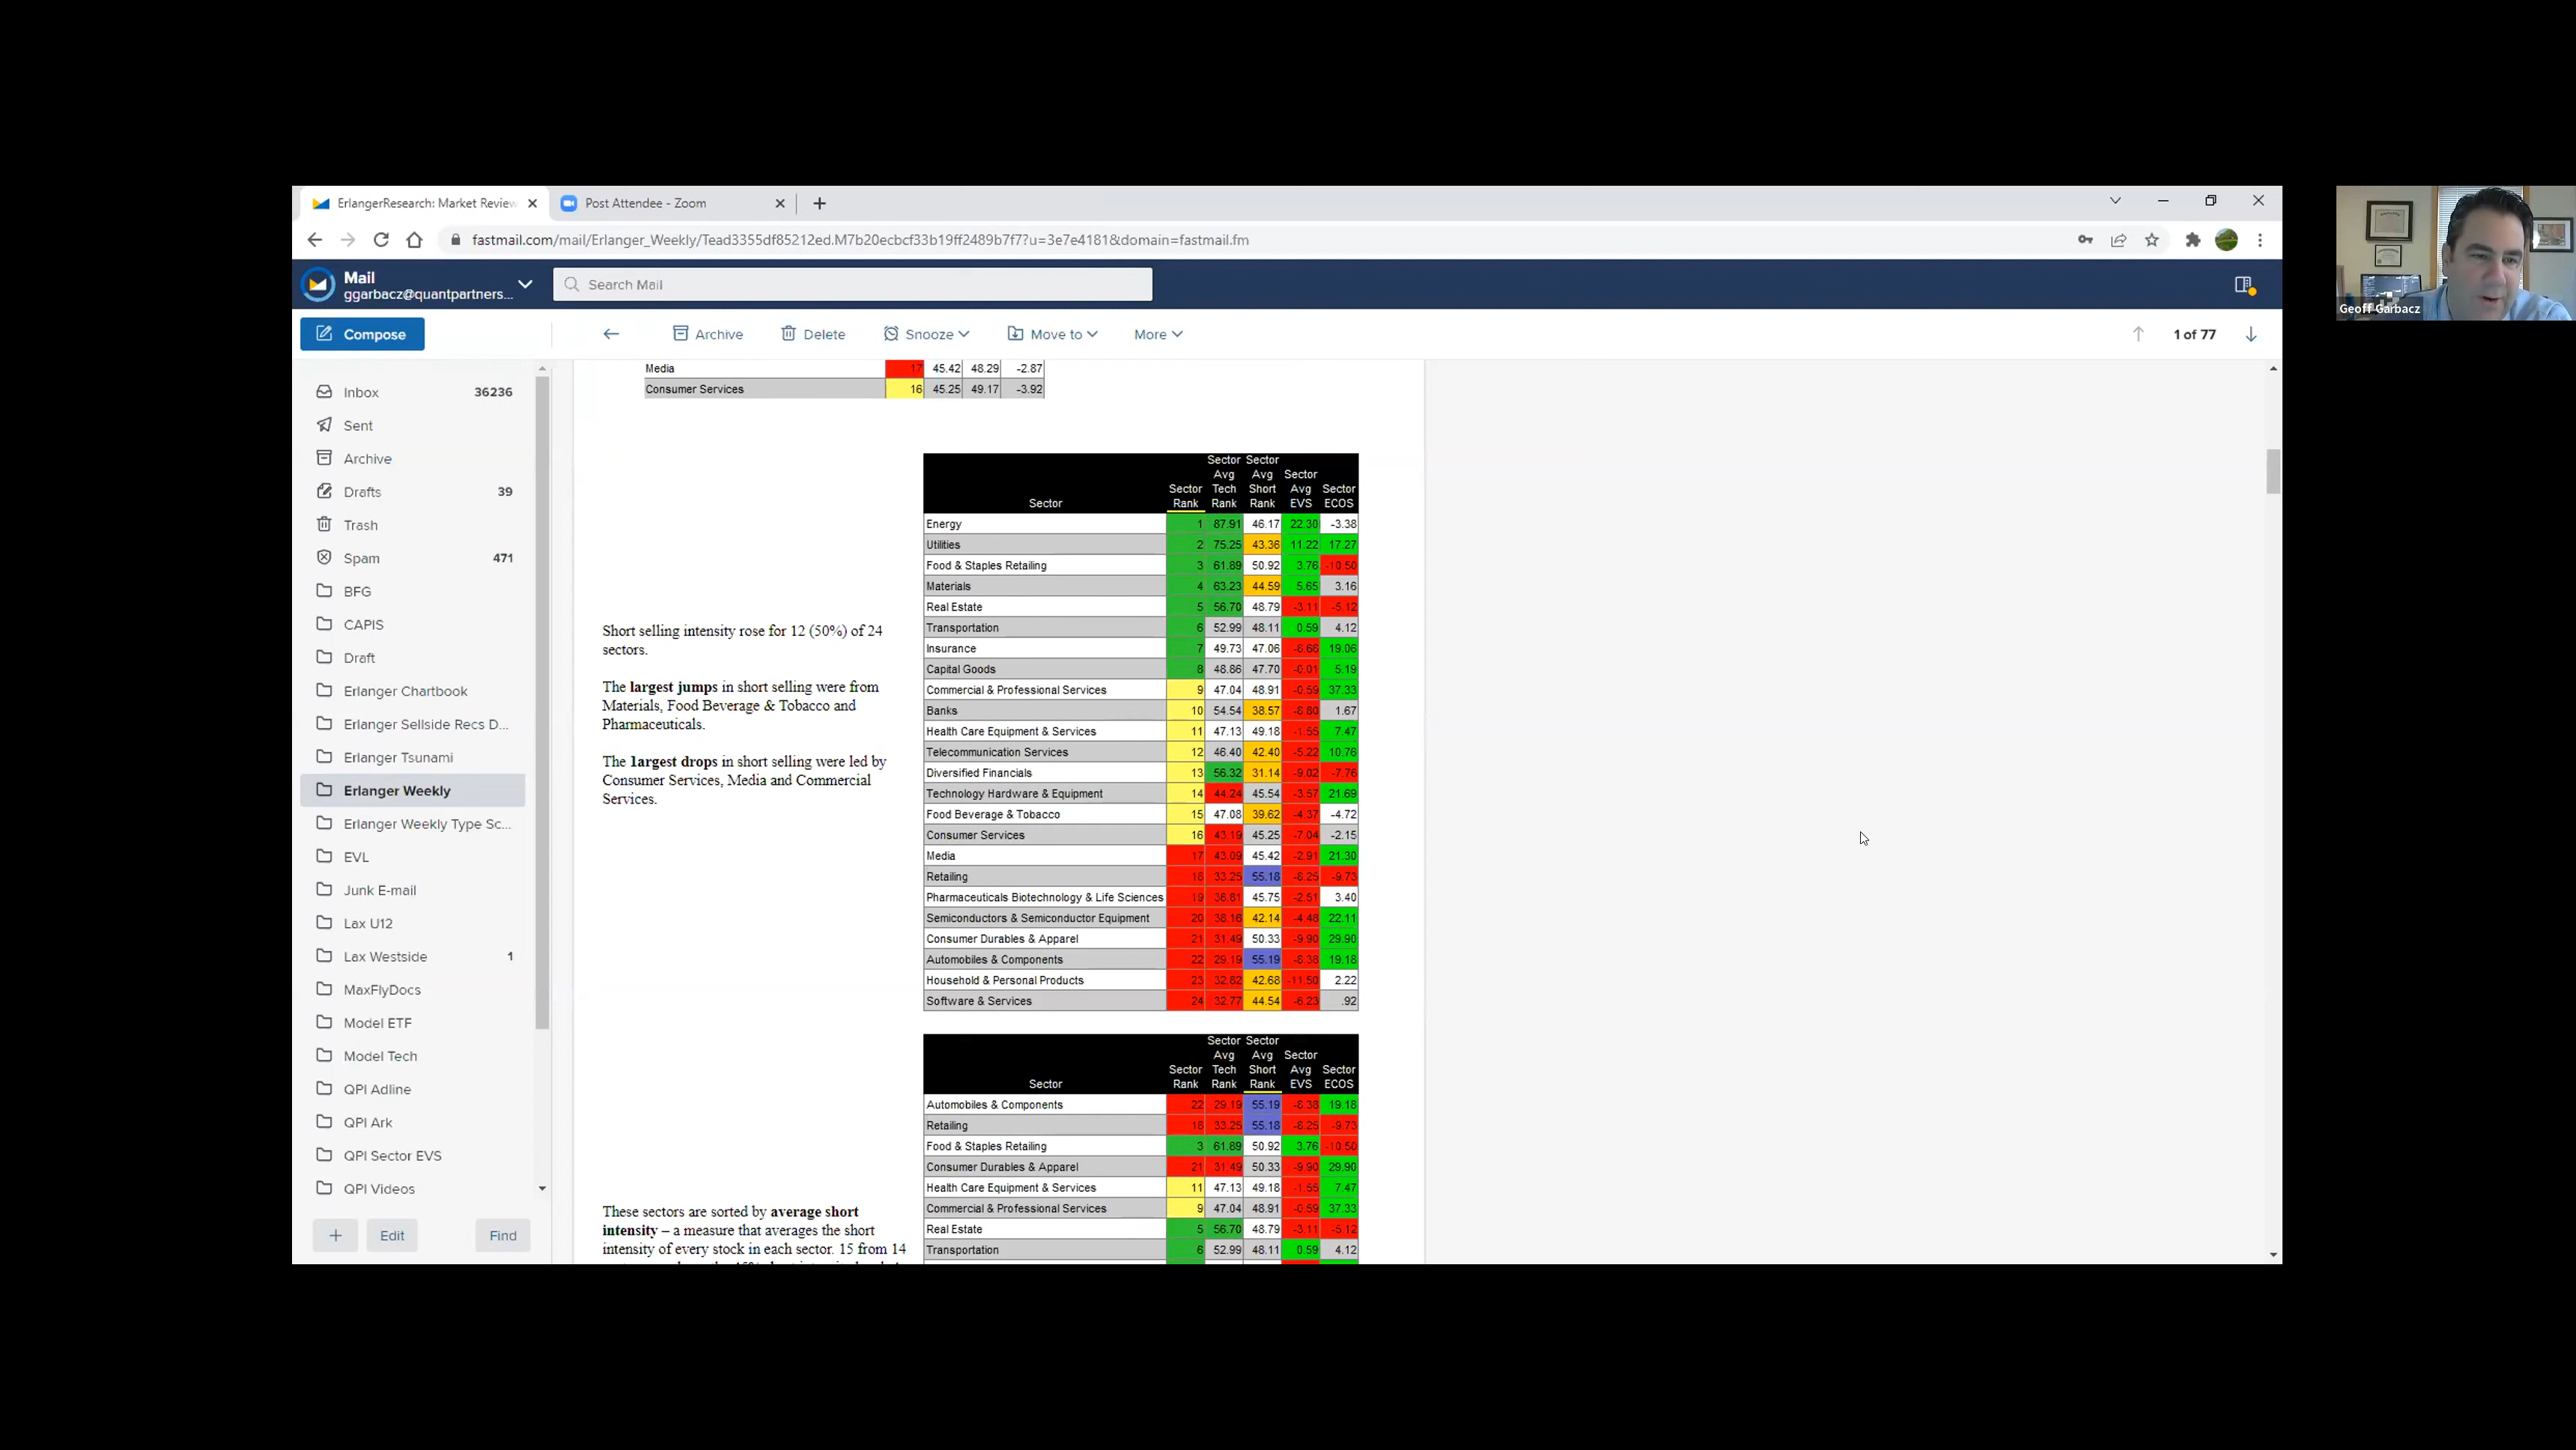 ErlangerResearch: Market Review
Post Attendee - Zoom
fastmail.com/mail/Erlanger_Weekly/Tead3355df85212ed.M7b20ecbcf33b19ff2489b7f7?u=3e7e4181&domain=fastmail.fm
Mail
ggarbacz@quantpartners...
Search Mail
Geoff Garbacz
Compose
Archive Delete Snooze Move to More
1 of 77
Inbox 36236
Sent
Archive
Drafts 39
Trash
Spam 471
BFG
CAPIS
Draft
Erlanger Chartbook
Erlanger Sellside Recs D...
Erlanger Tsunami
Erlanger Weekly
Erlanger Weekly Type Sc...
EVL
Junk E-mail
Lax U12
Lax Westside 1
MaxFlyDocs
Model ETF
Model Tech
QPI Adline
QPI Ark
QPI Sector EVS
QPI Videos
Edit Find
Media 17 45.42 48.29 -2.87
Consumer Services 16 45.25 49.17 -3.92
Short selling intensity rose for 12 (50%) of 24
sectors.
The largest jumps in short selling were from
Materials, Food Beverage & Tobacco and
Pharmaceuticals.
The largest drops in short selling were led by
Consumer Services, Media and Commercial
Services.
Sector Sector
Avg Avg Sector
Sector Tech Short Avg Sector
Sector Rank Rank Rank EVS ECOS
Energy 1 87.91 46.17 22.30 -3.38
Utilities 2 75.25 43.36 11.22 17.27
Food & Staples Retailing 3 61.89 50.92 3.76 -10.50
Materials 4 63.23 44.59 5.65 3.16
Real Estate 5 56.70 48.79 -3.11 -5.12
Transportation 6 52.99 48.11 0.59 4.12
Insurance 7 49.73 47.06 -8.66 19.06
Capital Goods 8 48.86 47.70 -0.01 5.19
Commercial & Professional Services 9 47.04 48.91 -0.59 37.33
Banks 10 54.54 38.57 -8.80 1.67
Health Care Equipment & Services 11 47.13 49.18 -1.55 7.47
Telecommunication Services 12 46.40 42.40 -5.22 10.76
Diversified Financials 13 56.32 31.14 -9.02 -7.76
Technology Hardware & Equipment 14 44.24 45.54 -3.57 21.69
Food Beverage & Tobacco 15 47.08 39.62 -4.37 -4.72
Consumer Services 16 43.19 45.25 -7.04 -2.15
Media 17 43.09 45.42 -2.91 21.30
Retailing 18 33.25 55.18 -8.25 -9.73
Pharmaceuticals Biotechnology & Life Sciences 19 36.81 45.75 -2.51 3.40
Semiconductors & Semiconductor Equipment 20 38.16 42.14 -4.48 22.11
Consumer Durables & Apparel 21 31.49 50.33 -9.90 29.90
Automobiles & Components 22 29.19 55.19 -8.38 19.18
Household & Personal Products 23 32.82 42.68 -11.50 2.22
Software & Services 24 32.77 44.54 -6.23 .92
Sector Sector
Avg Avg Sector
Sector Tech Short Avg Sector
Sector Rank Rank Rank EVS ECOS
Automobiles & Components 22 29.19 55.19 -8.38 19.18
Retailing 18 33.25 55.18 -8.25 -9.73
Food & Staples Retailing 3 61.89 50.92 3.76 -10.50
Consumer Durables & Apparel 21 31.49 50.33 -9.90 29.90
Health Care Equipment & Services 11 47.13 49.18 -1.55 7.47
Commercial & Professional Services 9 47.04 48.91 -0.59 37.33
Real Estate 5 56.70 48.79 -3.11 -5.12
Transportation 6 52.99 48.11 0.59 4.12
These sectors are sorted by average short
intensity – a measure that averages the short
intensity of every stock in each sector. 15 from 14